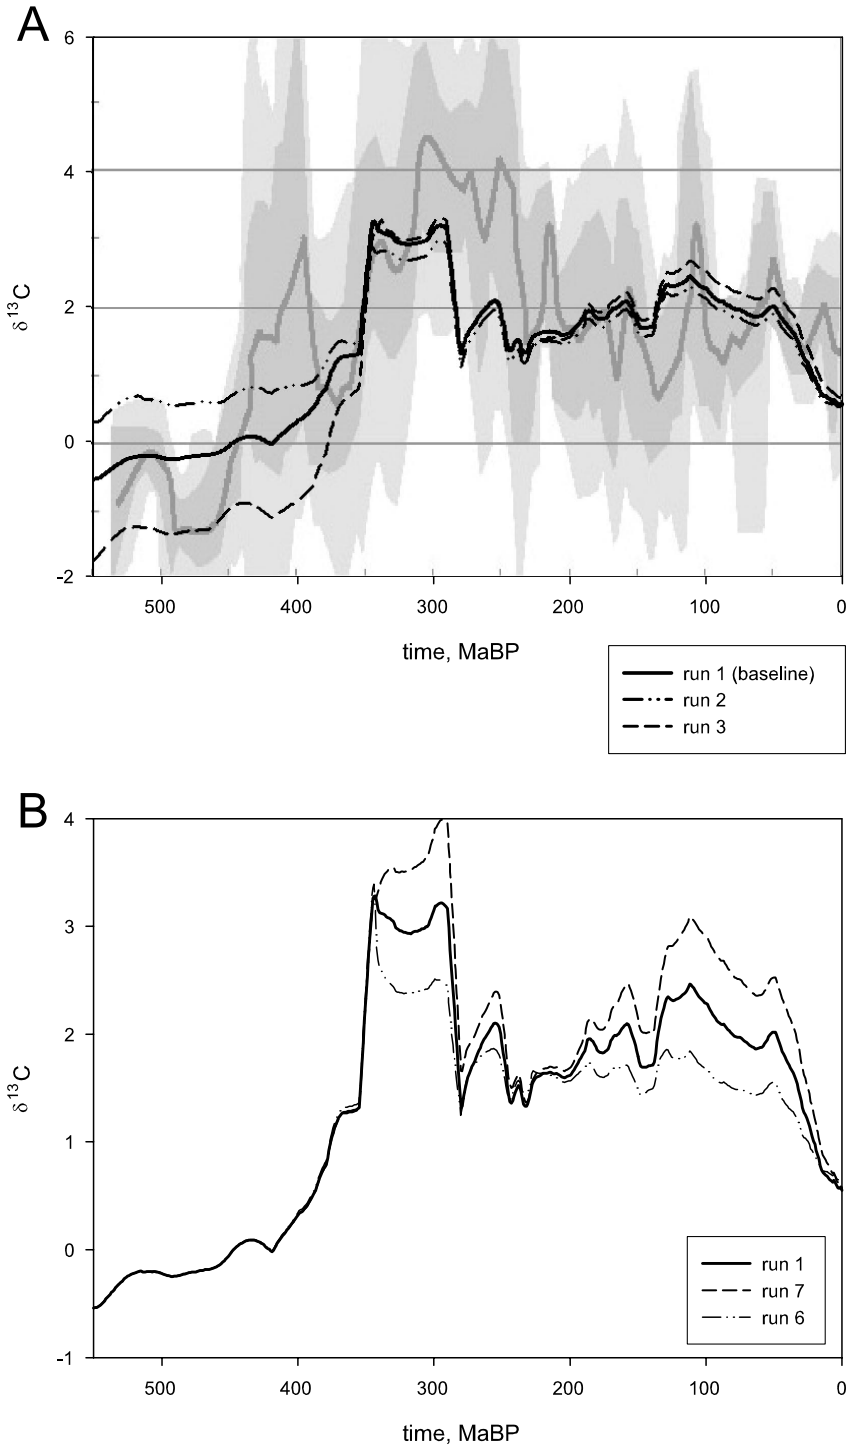 A
6
4
2
0
-2
δ 13C
500 400 300 200 100 0
time, MaBP
run 1 (baseline)
run 2
run 3
B
4
3
2
1
0
-1
δ 13C
run 1
run 7
run 6
500 400 300 200 100 0
time, MaBP